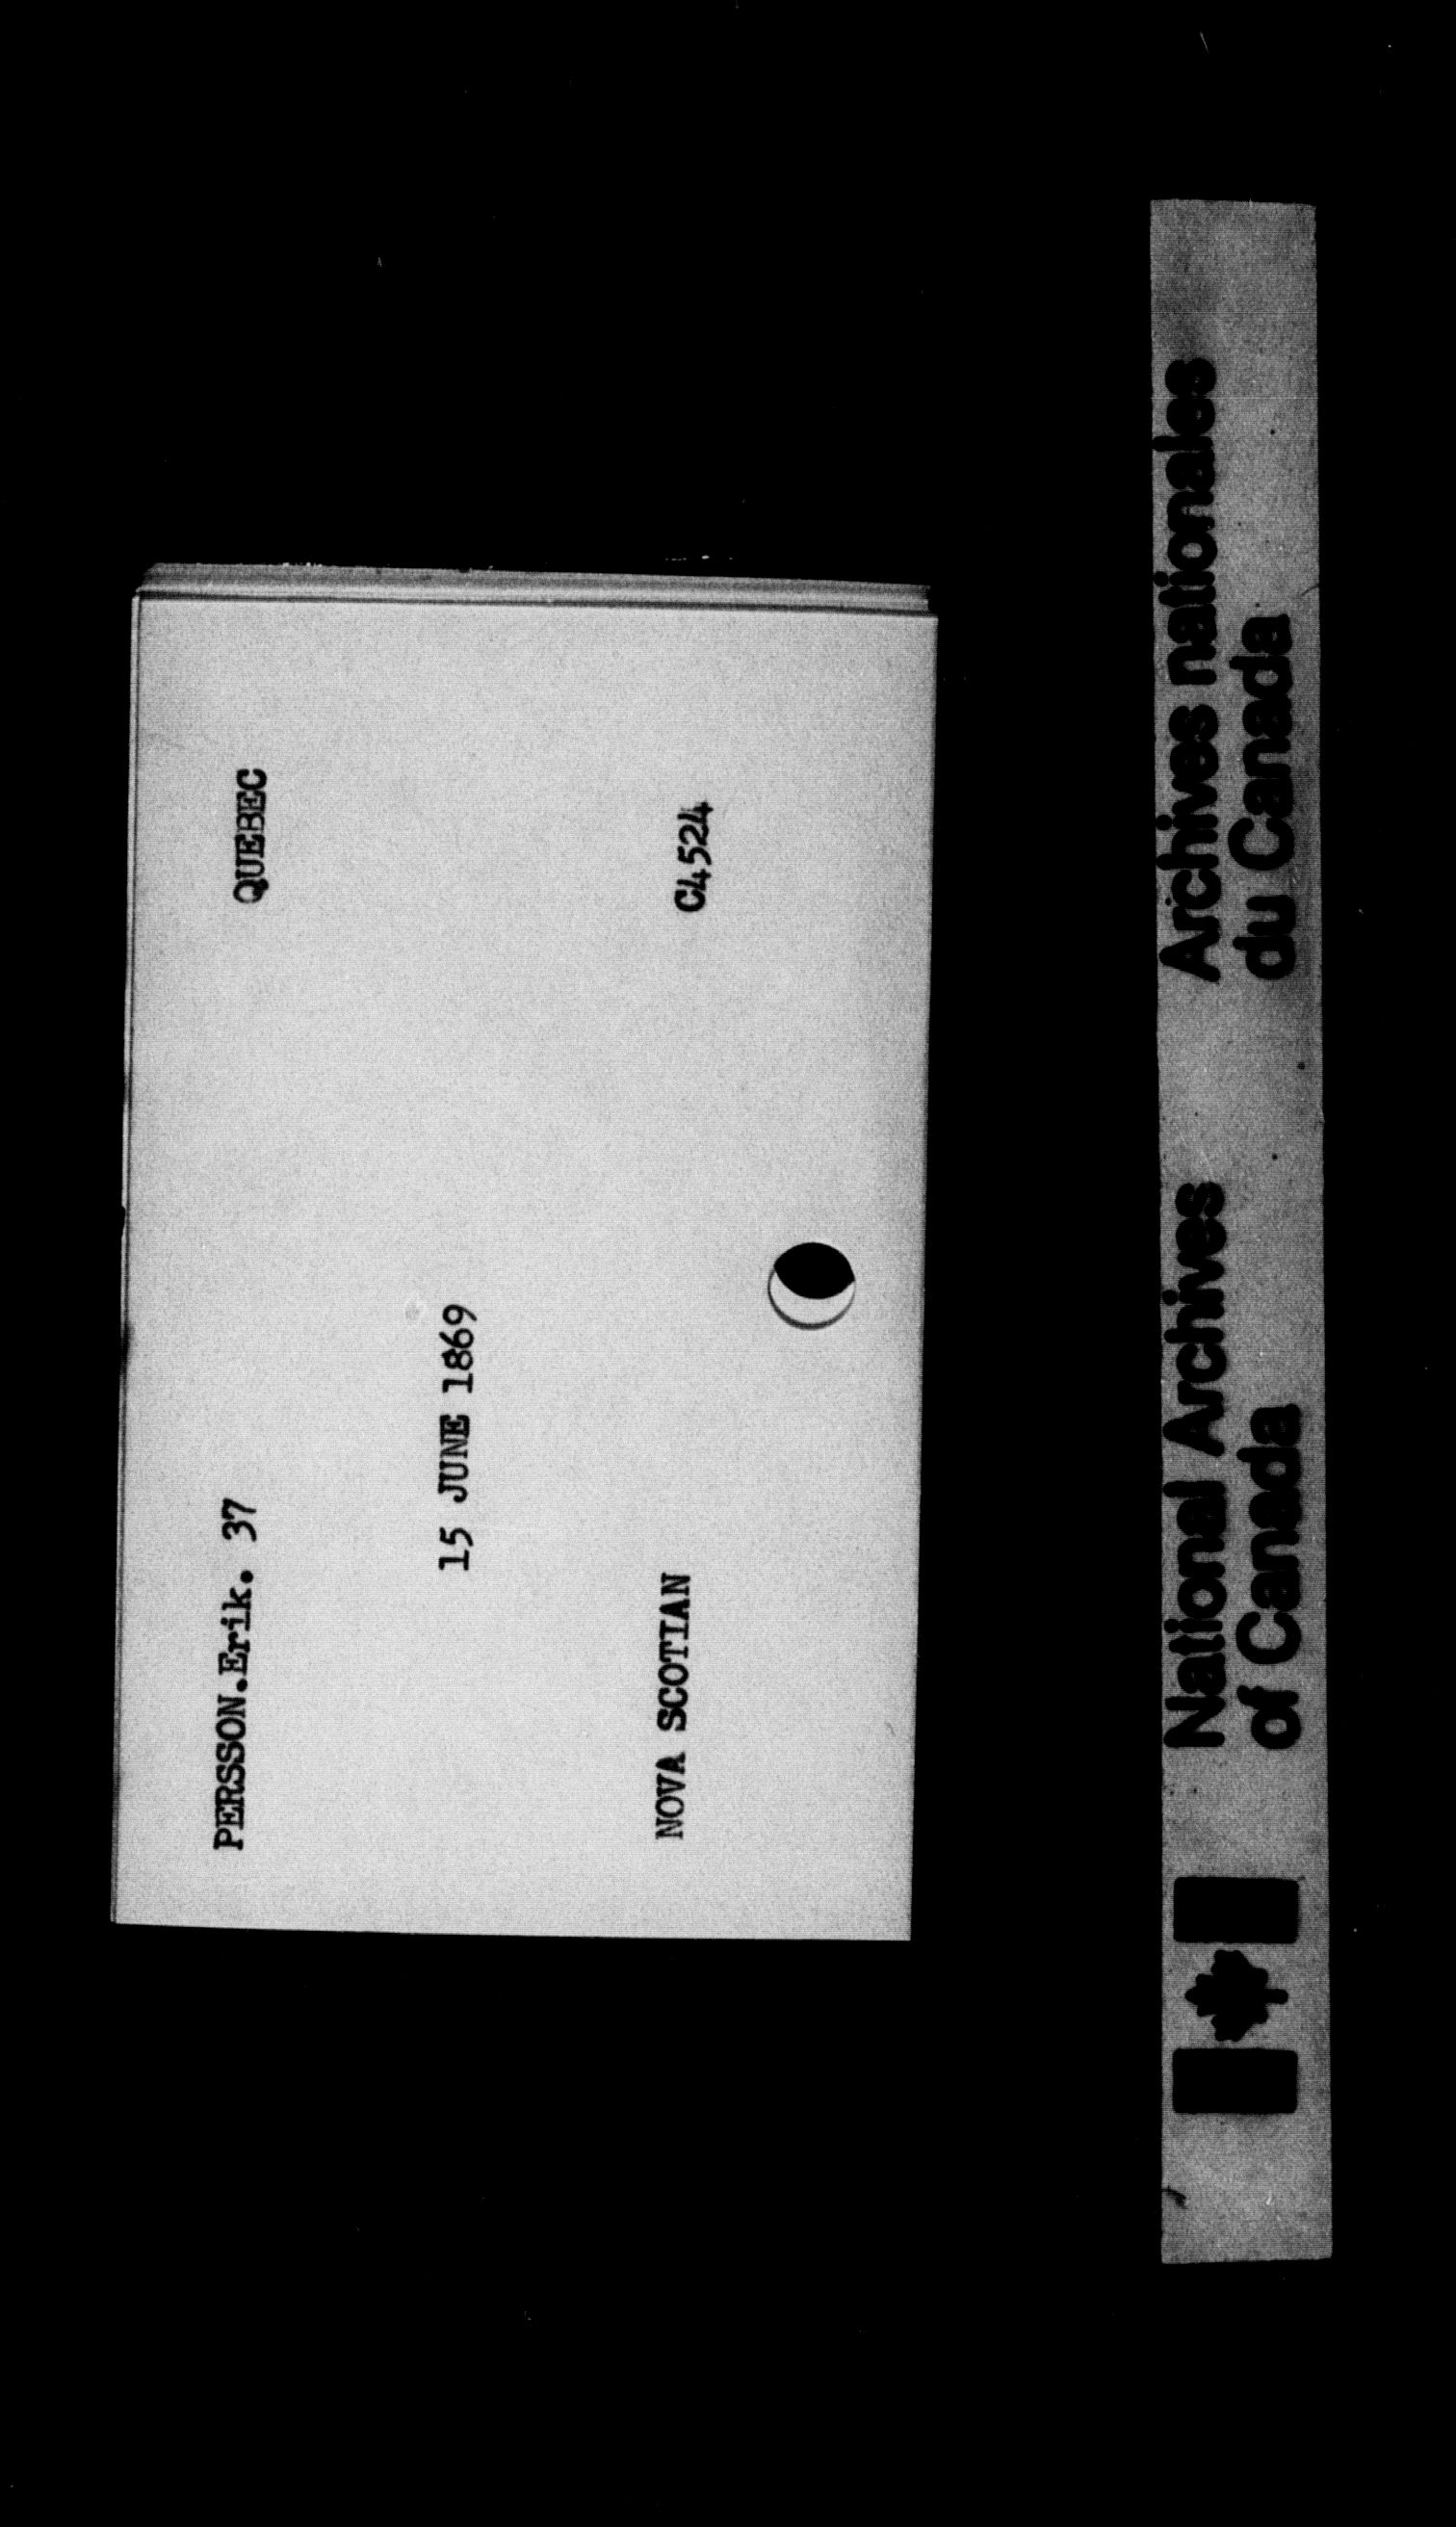 PERSSON.Erik. 37 QUEBEC
15 JUNE 1869
NOVA SCOTIAN C4524
National Archives of Canada
Archives nationales du Canada